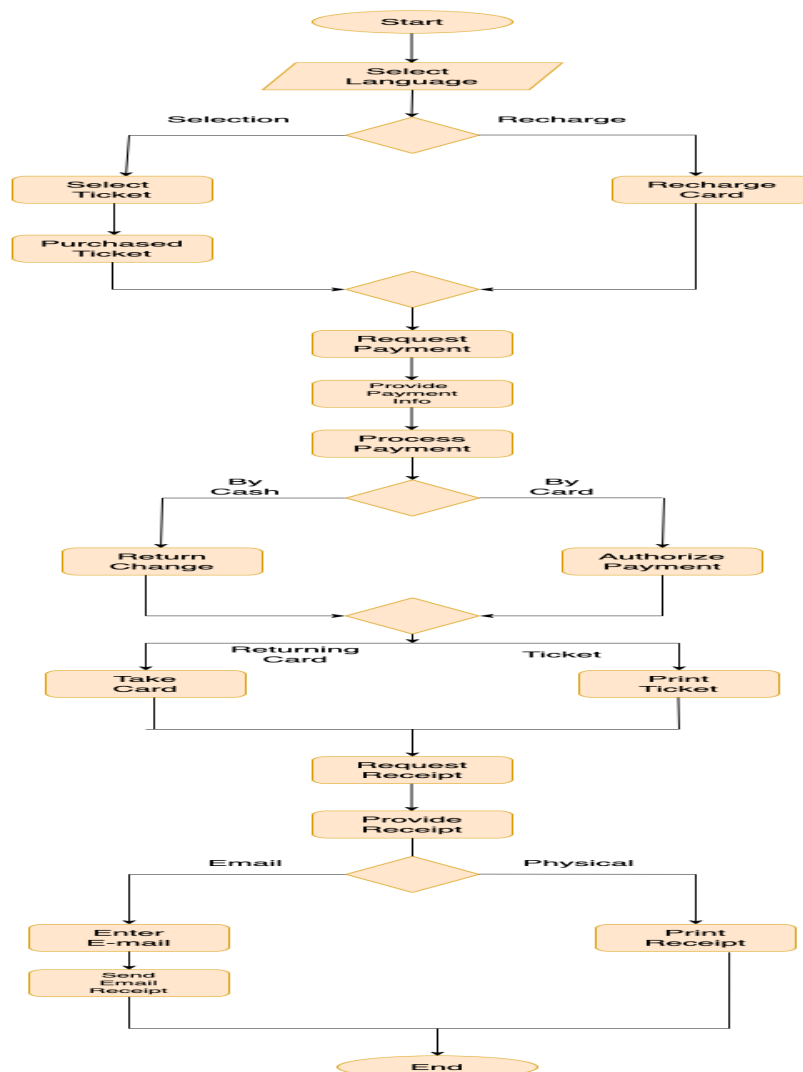 Start
Select
Language
Selection
Recharge
Select
Ticket
Recharge
Card
Purchased
Ticket
Request
Payment
Provide
Payment
Info
Process
Payment
By
Cash
By
Card
Return
Change
Authorize
Payment
Returning
Card
Ticket
Take
Card
Print
Ticket
Request
Receipt
Provide
Receipt
Email
Physical
Enter
E-mail
Print
Receipt
Send
Email
Receipt
End